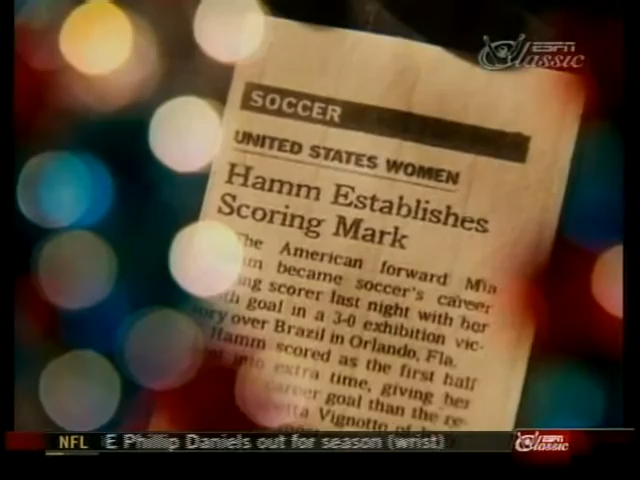 ESPN
Classic
SOCCER
UNITED STATES WOMEN
Hamm Establishes
Scoring Mark
The American forward Mia
became soccer's career
scorer last night with her
goal in a 3-0 exhibition vic-
over Brazil in Orlando, Fla.
Hamm scored as the first half
into extra time, giving her
career goal than the re-
Vignotto of
NFL E Phillip Daniels out for season (wrist)
ESPN
Classic